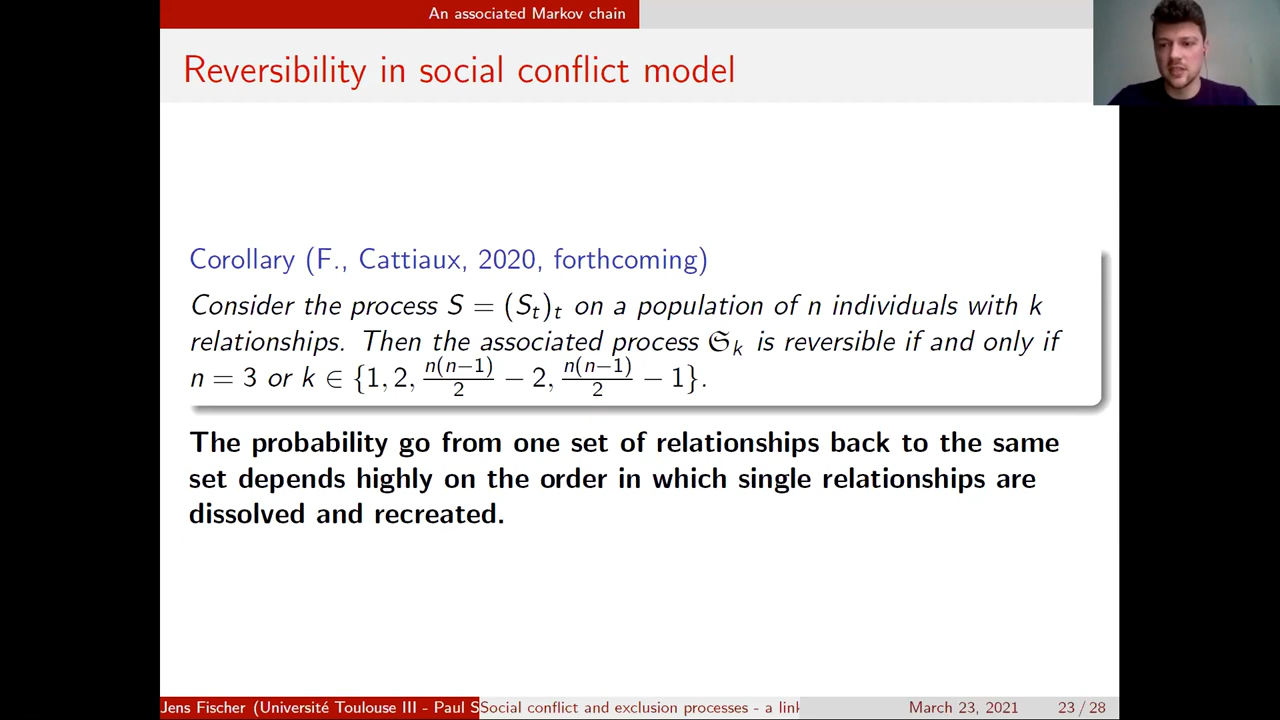 An associated Markov chain
Reversibility in social conflict model
Corollary (F., Cattiaux, 2020, forthcoming)
Consider the process S = (Sₜ)ₜ on a population of n individuals with k
relationships. Then the associated process 𝔖ₖ is reversible if and only if
n = 3 or k ∈ {1, 2, n(n−1)/2 − 2, n(n−1)/2 − 1}.
The probability go from one set of relationships back to the same
set depends highly on the order in which single relationships are
dissolved and recreated.
Jens Fischer (Université Toulouse III - Paul S
Social conflict and exclusion processes - a link
March 23, 2021
23 / 28